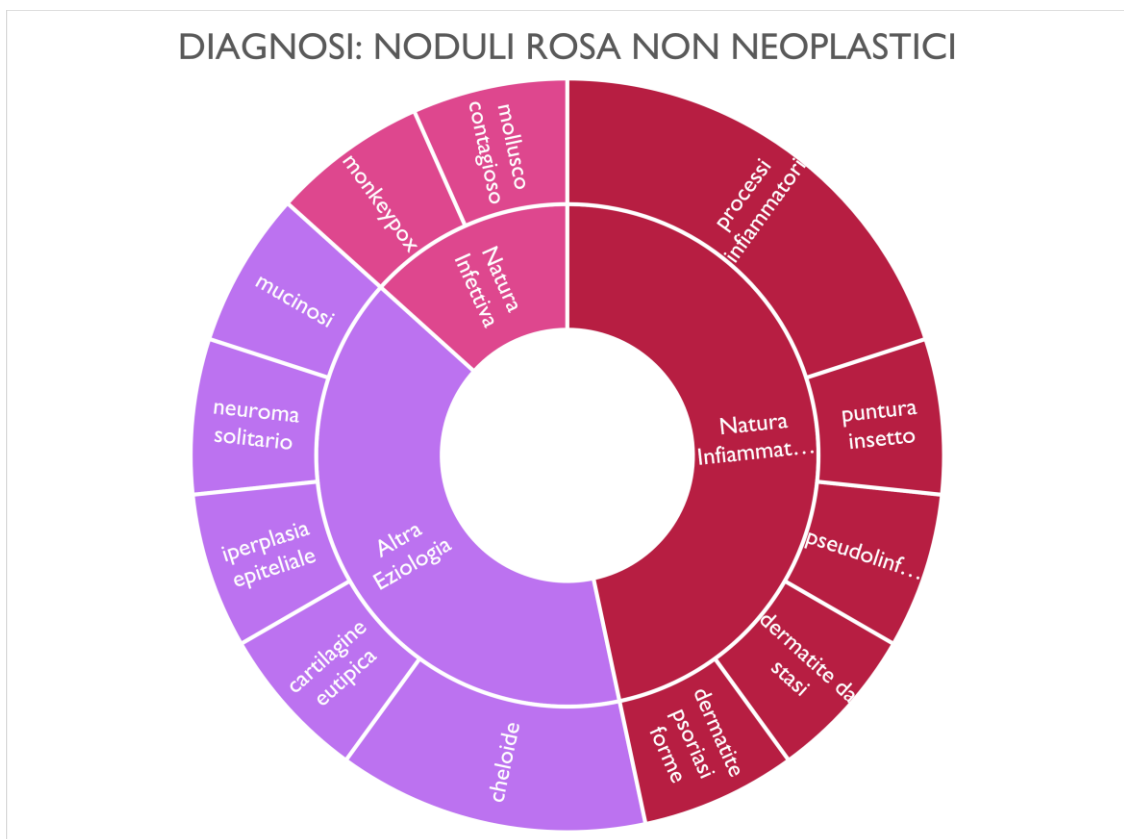 DIAGNOSI: NODULI ROSA NON NEOPLASTICI
processi
infiammatori
puntura
insetto
pseudolinf…
dermatite da
stasi
dermatite
psoriasi
forme
cheloide
cartilagine
eutipica
iperplasia
epiteliale
neuroma
solitario
mucinosi
monkeypox
mollusco
contagioso
Natura
Infiammat…
Altra
Eziologia
Natura
Infettiva